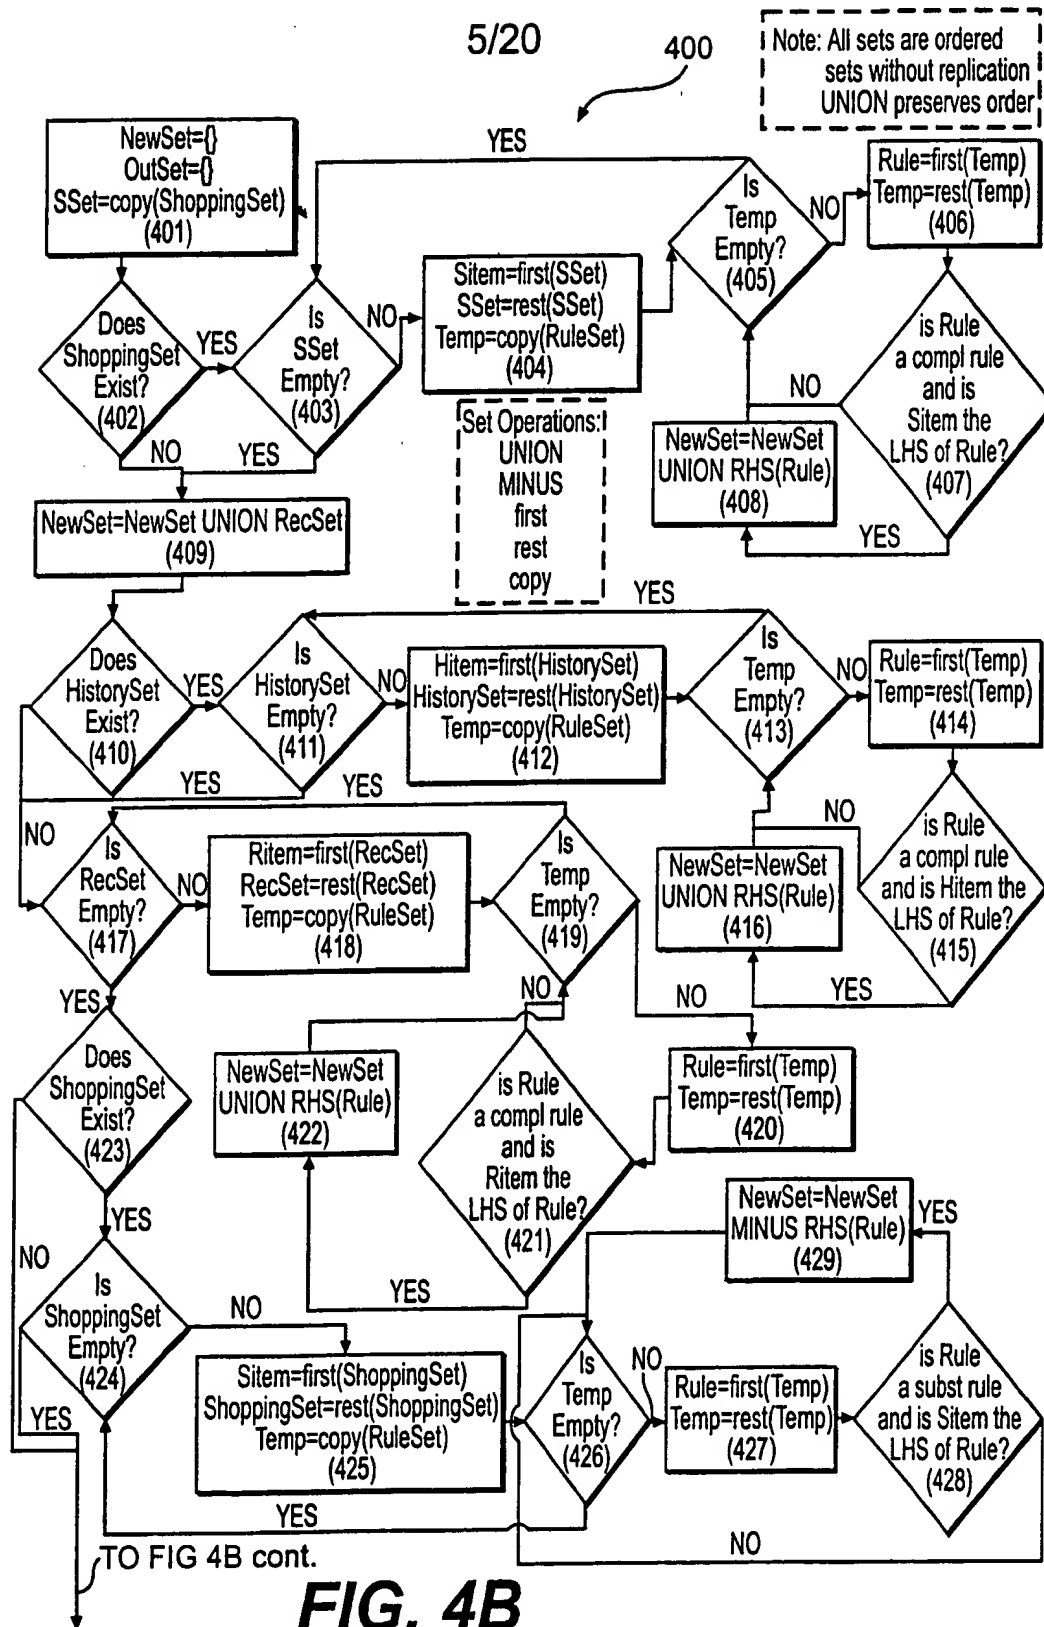 5/20
400
Note: All sets are ordered
sets without replication
UNION preserves order
NewSet={}
OutSet={}
SSet=copy(ShoppingSet)
(401)
YES
Is
Temp
Empty?
(405)
NO
Rule=first(Temp)
Temp=rest(Temp)
(406)
Does
ShoppingSet
Exist?
(402)
YES
Is
SSet
Empty?
(403)
NO
Sitem=first(SSet)
SSet=rest(SSet)
Temp=copy(RuleSet)
(404)
is Rule
a compl rule
and is
Sitem the
LHS of Rule?
(407)
NO
NewSet=NewSet
UNION RHS(Rule)
(408)
YES
NO
YES
Set Operations:
UNION
MINUS
first
rest
copy
NewSet=NewSet UNION RecSet
(409)
YES
Does
HistorySet
Exist?
(410)
YES
Is
HistorySet
Empty?
(411)
NO
Hitem=first(HistorySet)
HistorySet=rest(HistorySet)
Temp=copy(RuleSet)
(412)
Is
Temp
Empty?
(413)
NO
Rule=first(Temp)
Temp=rest(Temp)
(414)
YES
YES
NO
NO
Is
RecSet
Empty?
(417)
NO
Ritem=first(RecSet)
RecSet=rest(RecSet)
Temp=copy(RuleSet)
(418)
Is
Temp
Empty?
(419)
NewSet=NewSet
UNION RHS(Rule)
(416)
is Rule
a compl rule
and is Hitem the
LHS of Rule?
(415)
YES
YES
NO
NO
Does
ShoppingSet
Exist?
(423)
NewSet=NewSet
UNION RHS(Rule)
(422)
is Rule
a compl rule
and is
Ritem the
LHS of Rule?
(421)
Rule=first(Temp)
Temp=rest(Temp)
(420)
YES
NewSet=NewSet
MINUS RHS(Rule)
(429)
YES
NO
YES
Is
ShoppingSet
Empty?
(424)
NO
YES
Sitem=first(ShoppingSet)
ShoppingSet=rest(ShoppingSet)
Temp=copy(RuleSet)
(425)
Is
Temp
Empty?
(426)
NO
Rule=first(Temp)
Temp=rest(Temp)
(427)
is Rule
a subst rule
and is Sitem the
LHS of Rule?
(428)
YES
NO
TO FIG 4B cont.
FIG. 4B